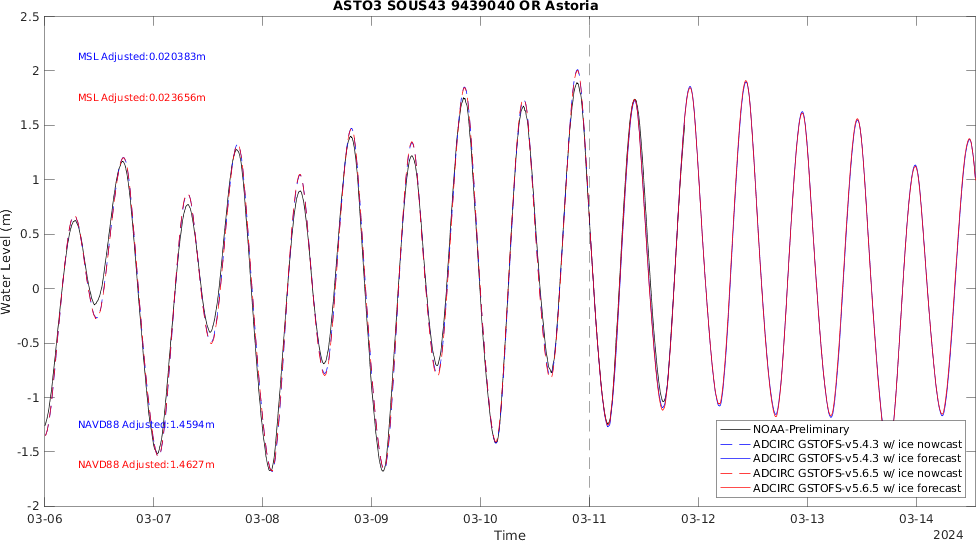 ASTO3 SOUS43 9439040 OR Astoria
2.5
2
1.5
1
0.5
0
-0.5
-1
-1.5
-2
Water Level (m)
MSL Adjusted:0.020383m
MSL Adjusted:0.023656m
NAVD88 Adjusted:1.4594m
NAVD88 Adjusted:1.4627m
NOAA-Preliminary
ADCIRC GSTOFS-v5.4.3 w/ ice nowcast
ADCIRC GSTOFS-v5.4.3 w/ ice forecast
ADCIRC GSTOFS-v5.6.5 w/ ice nowcast
ADCIRC GSTOFS-v5.6.5 w/ ice forecast
03-06 03-07 03-08 03-09 03-10 03-11 03-12 03-13 03-14
Time
2024